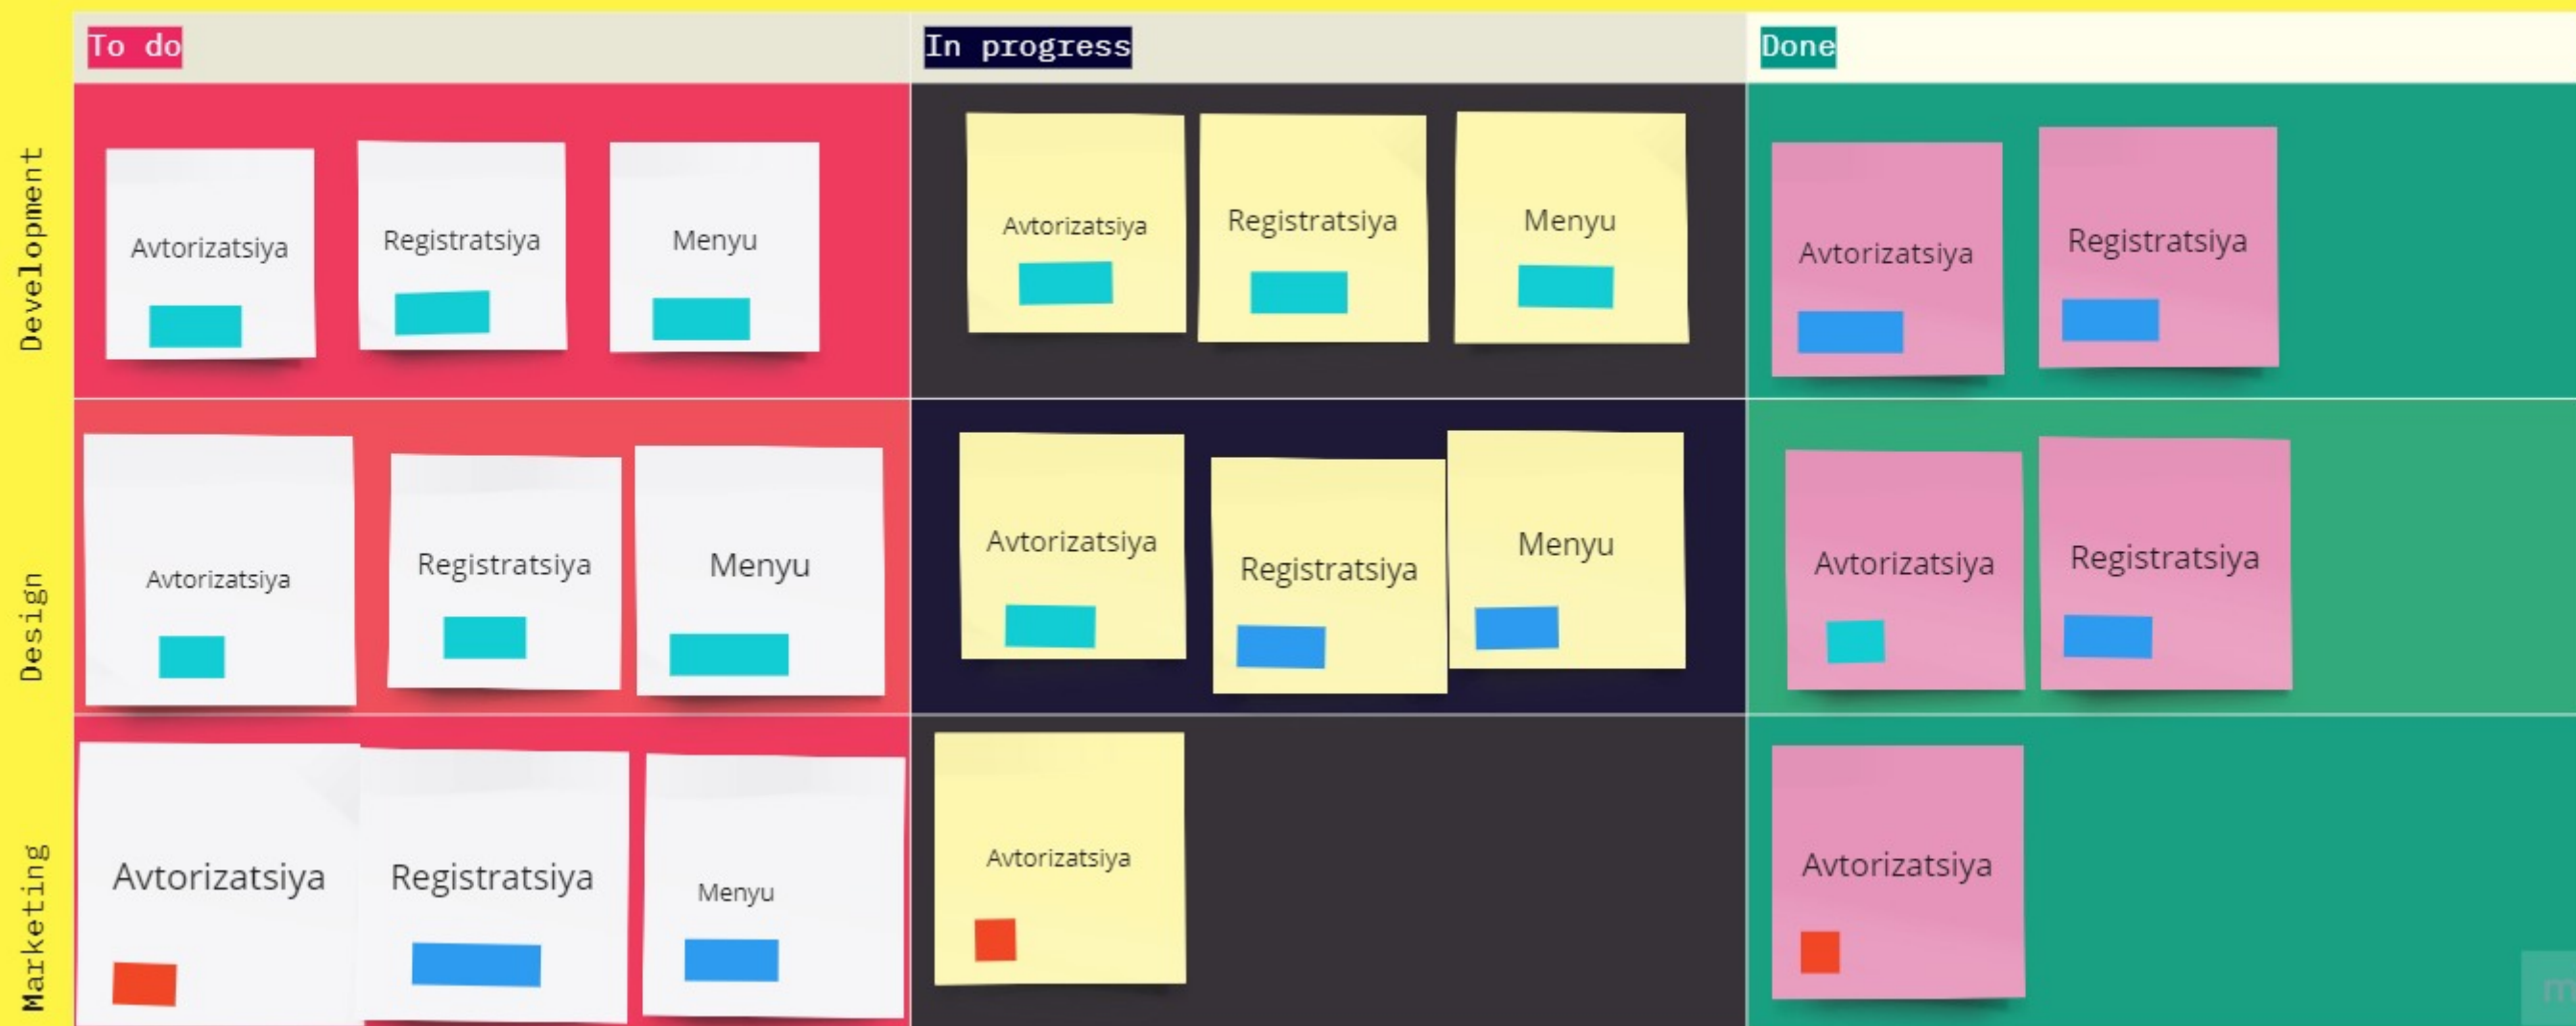 To do
In progress
Done
Development
Avtorizatsiya
Registratsiya
Menyu
Avtorizatsiya
Registratsiya
Menyu
Avtorizatsiya
Registratsiya
Design
Avtorizatsiya
Registratsiya
Menyu
Avtorizatsiya
Registratsiya
Menyu
Avtorizatsiya
Registratsiya
Marketing
Avtorizatsiya
Registratsiya
Menyu
Avtorizatsiya
Avtorizatsiya